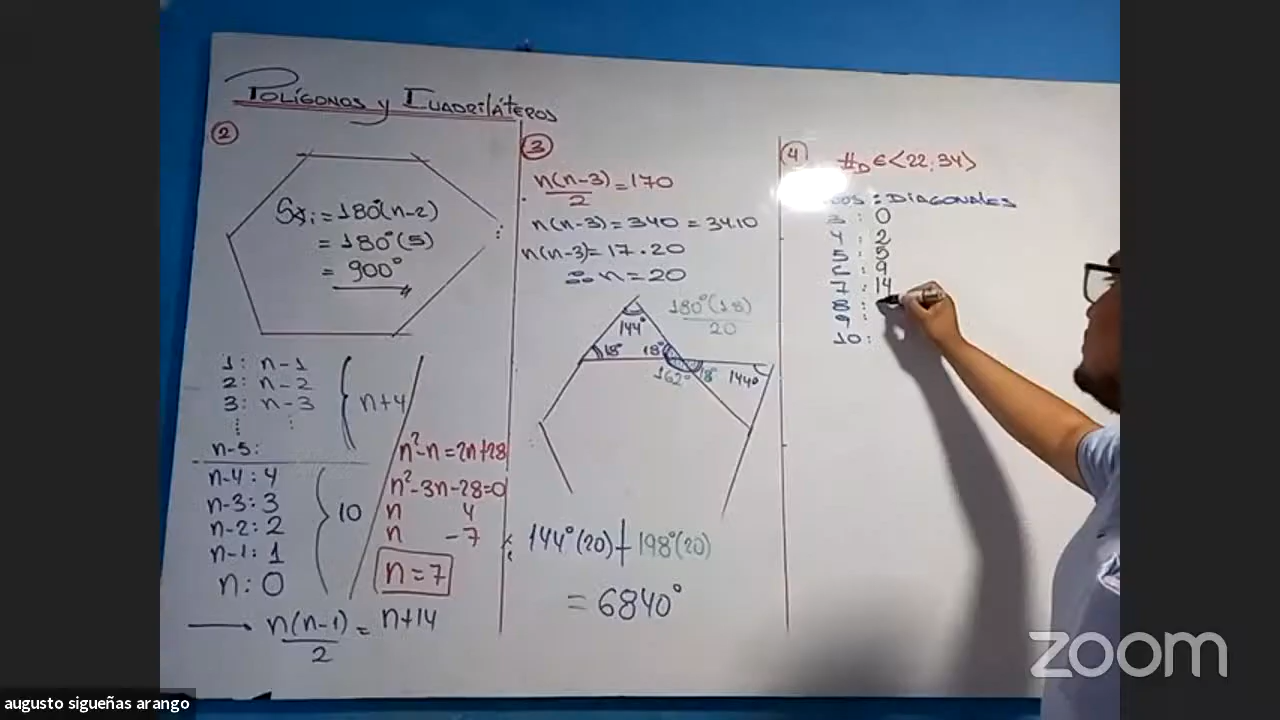 POLÍGONOS y CUADRILÁTEROS
2
S∢i = 180°(n-2)
= 180°(5)
= 900°
1: n-1
2: n-2
3: n-3
⋮ ⋮
n-5:
n+4
n-4: 4
n-3: 3
n-2: 2
n-1: 1
n: 0
10
n(n-1)/2 = n+14
n²-n = 2n+28
n²-3n-28=0
n 4
n -7
n=7
3
n(n-3)/2 = 170
n(n-3) = 340 = 34.10
n(n-3) = 17.20
∴ n = 20
180°(18)/20
144°
18° 18°
162° 18° 144°
144°(20) + 198°(20)
= 6840°
4
#D ∈ <22; 34>
: DIAGONALES
3 : 0
4 : 2
5 : 5
6 : 9
7 : 14
8 :
9 :
10 :
zoom
augusto sigueñas arango